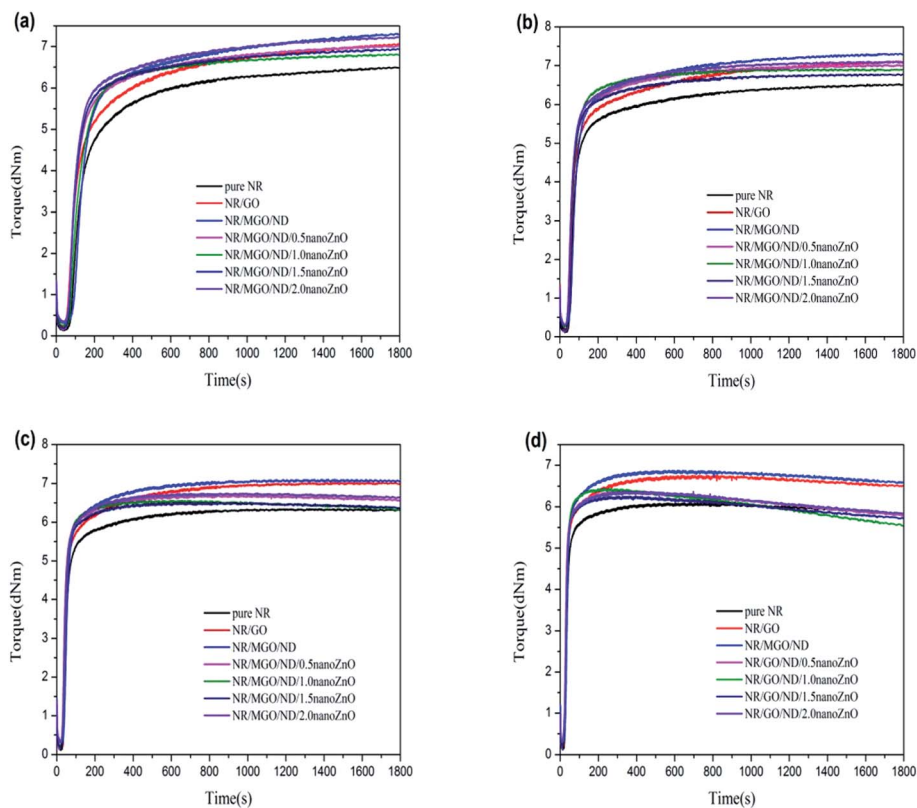 (a)
Torque(dNm)
7
6
5
4
3
2
1
0
pure NR
NR/GO
NR/MGO/ND
NR/MGO/ND/0.5nanoZnO
NR/MGO/ND/1.0nanoZnO
NR/MGO/ND/1.5nanoZnO
NR/MGO/ND/2.0nanoZnO
0 200 400 600 800 1000 1200 1400 1600 1800
Time(s)
(b)
Torque(dNm)
8
7
6
5
4
3
2
1
0
pure NR
NR/GO
NR/MGO/ND
NR/MGO/ND/0.5nanoZnO
NR/MGO/ND/1.0nanoZnO
NR/MGO/ND/1.5nanoZnO
NR/MGO/ND/2.0nanoZnO
0 200 400 600 800 1000 1200 1400 1600 1800
Time(s)
(c)
Torque(dNm)
8
7
6
5
4
3
2
1
0
pure NR
NR/GO
NR/MGO/ND
NR/MGO/ND/0.5nanoZnO
NR/MGO/ND/1.0nanoZnO
NR/MGO/ND/1.5nanoZnO
NR/MGO/ND/2.0nanoZnO
0 200 400 600 800 1000 1200 1400 1600 1800
Time(s)
(d)
Torque(dNm)
7
6
5
4
3
2
1
0
pure NR
NR/GO
NR/MGO/ND
NR/GO/ND/0.5nanoZnO
NR/GO/ND/1.0nanoZnO
NR/GO/ND/1.5nanoZnO
NR/GO/ND/2.0nanoZnO
0 200 400 600 800 1000 1200 1400 1600 1800
Time(s)